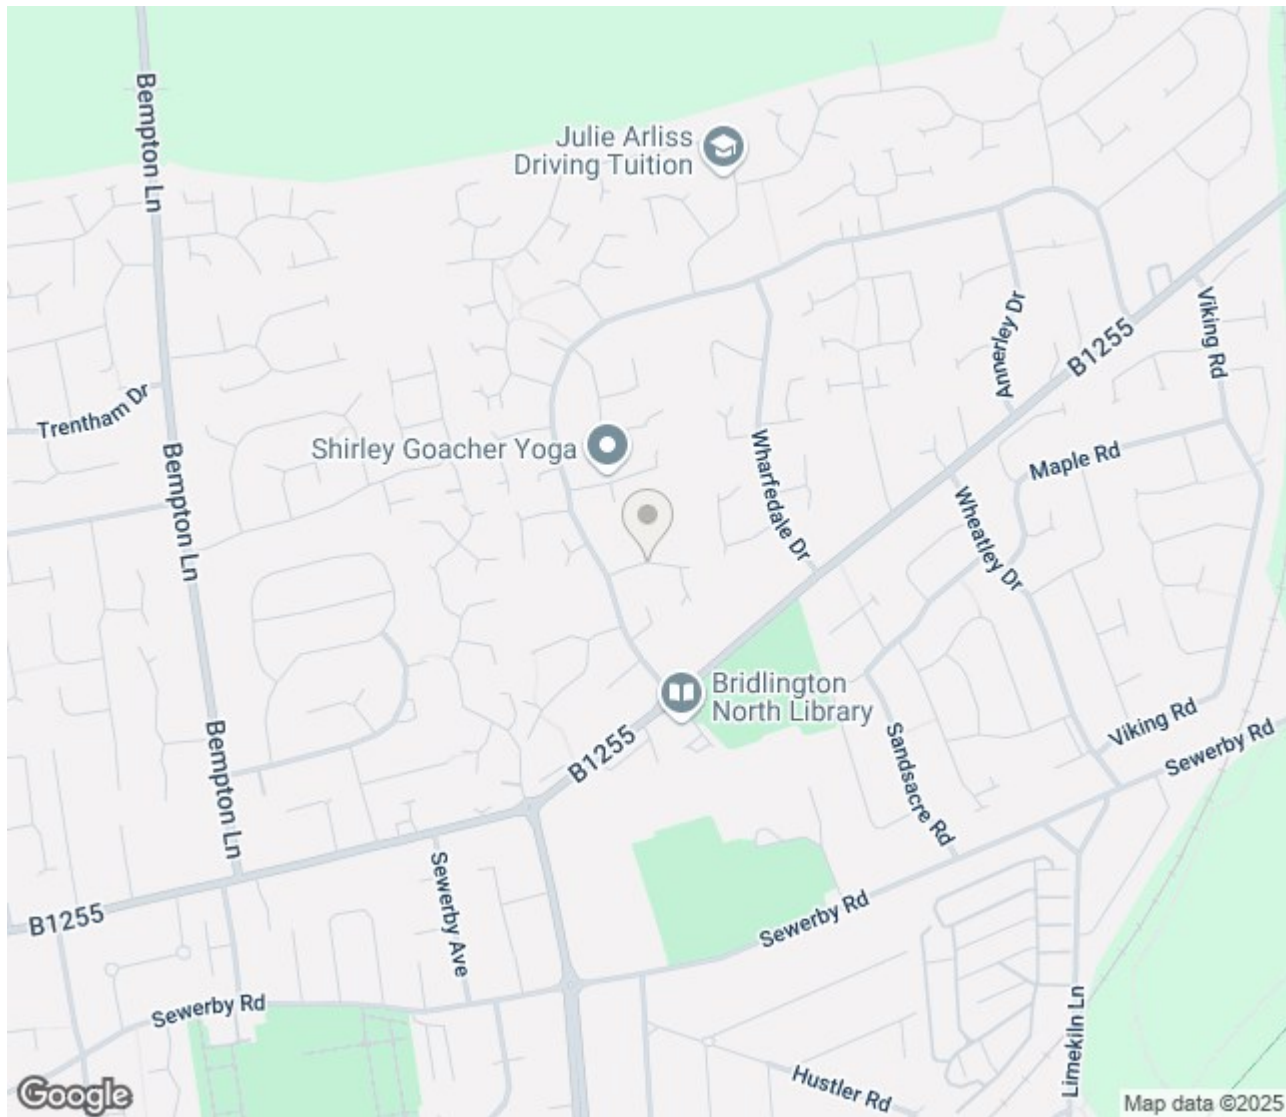 Bempton Ln
Julie Arliss
Driving Tuition
Annerley Dr
Viking Rd
B1255
Trentham Dr
Shirley Goacher Yoga
Wharfedale Dr
Maple Rd
Bempton Ln
Wheatley Dr
Bridlington
North Library
Viking Rd
Sewerby Rd
Bempton Ln
B1255
Sandsacre Rd
Sewerby Ave
B1255
Sewerby Rd
Sewerby Rd
Limekiln Ln
Hustler Rd
Google
Map data ©2025